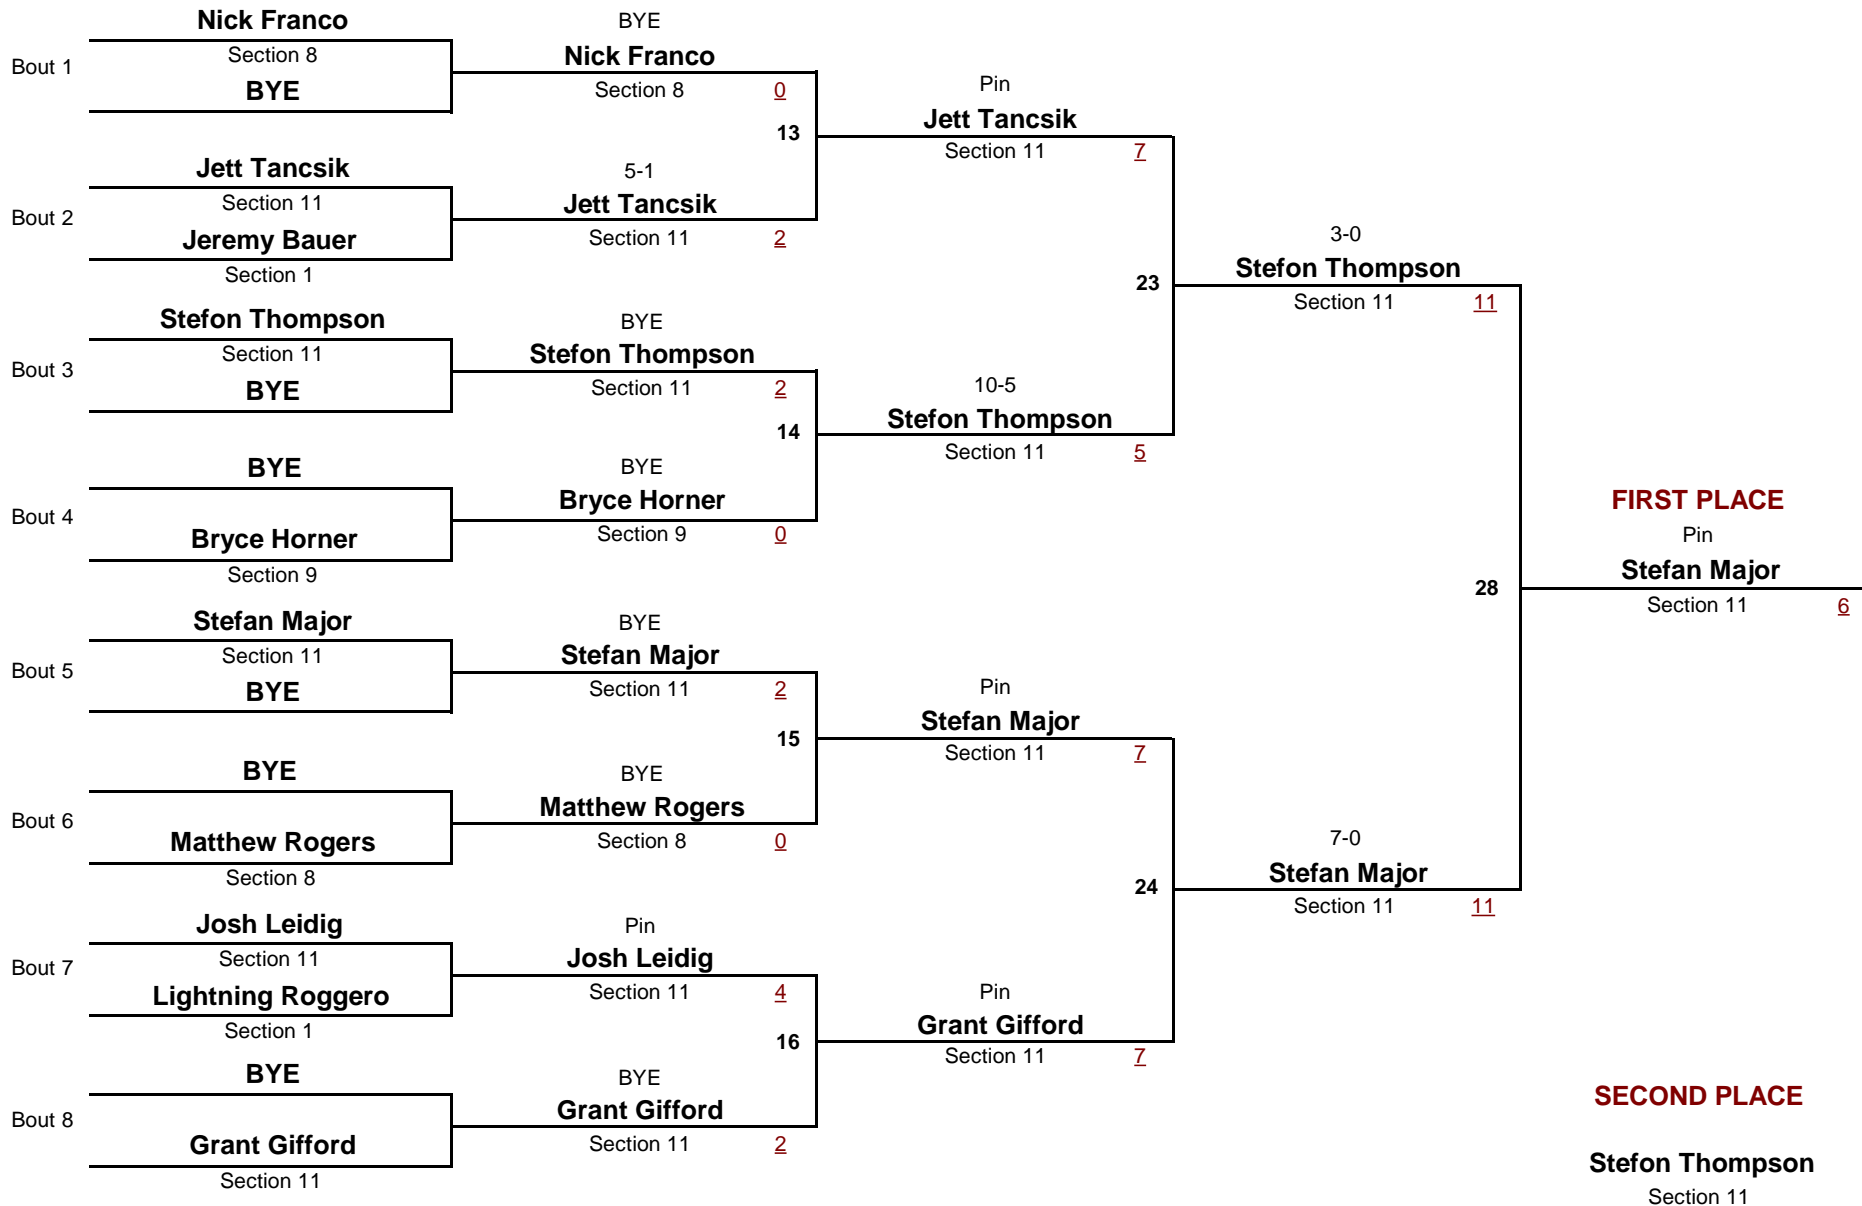 Nick Franco
Bout 1
Section 8
BYE
Jett Tancsik
Bout 2
Section 11
Jeremy Bauer
Section 1
Stefon Thompson
Bout 3
Section 11
BYE
BYE
Bout 4
Bryce Horner
Section 9
Stefan Major
Bout 5
Section 11
BYE
BYE
Bout 6
Matthew Rogers
Section 8
Josh Leidig
Bout 7
Section 11
Lightning Roggero
Section 1
BYE
Bout 8
Grant Gifford
Section 11
BYE
Nick Franco
Section 8 0
13
5-1
Jett Tancsik
Section 11 2
BYE
Stefon Thompson
Section 11 2
14
BYE
Bryce Horner
Section 9 0
BYE
Stefan Major
Section 11 2
15
BYE
Matthew Rogers
Section 8 0
Pin
Josh Leidig
Section 11 4
16
BYE
Grant Gifford
Section 11 2
Pin
Jett Tancsik
Section 11 7
23
10-5
Stefon Thompson
Section 11 5
Pin
Stefan Major
Section 11 7
24
Pin
Grant Gifford
Section 11 7
3-0
Stefon Thompson
Section 11 11
28
7-0
Stefan Major
Section 11 11
FIRST PLACE
Pin
Stefan Major
Section 11 6
SECOND PLACE
Stefon Thompson
Section 11